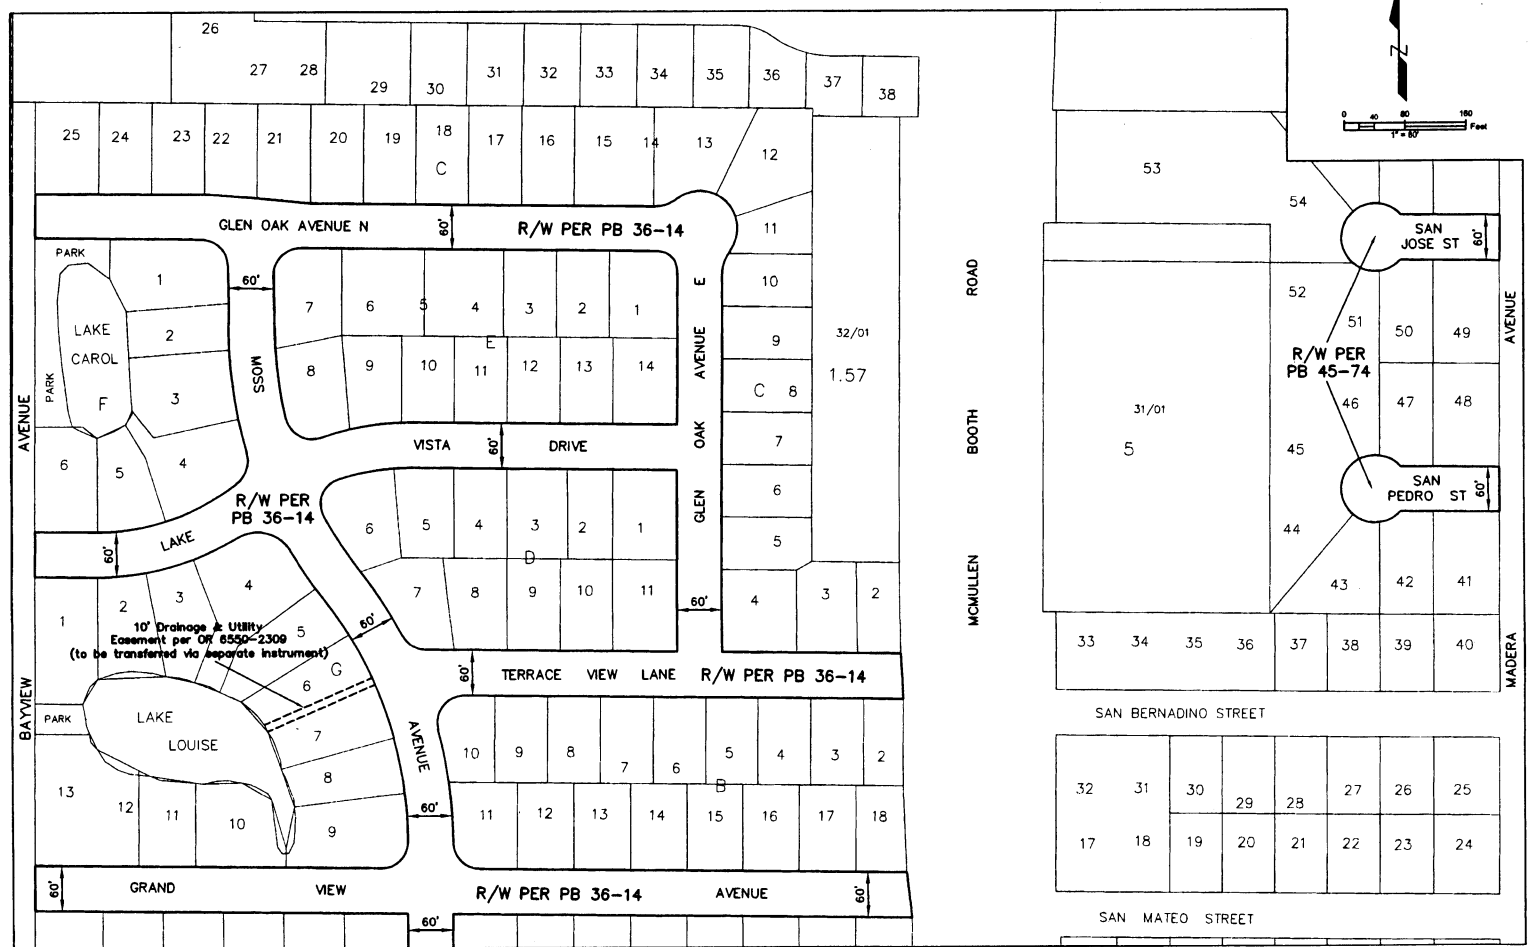 26
27 28
29 30 31 32 33 34 35 36 37 38
N
0 40 80 160
Feet
1" = 80'
25 24 23 22 21 20 19 18 17 16 15 14 13 12
C
53
54
GLEN OAK AVENUE N
60'
R/W PER PB 36-14
11
SAN
JOSE ST
60'
PARK
1
60'
10
LAKE
CAROL
F
PARK
2
3
4
5
6
MOSS
7 6 5 4 3 2 1
E
8 9 10 11 12 13 14
GLEN OAK AVENUE E
9
C 8
7
6
5
32/01
1.57
MCMULLEN BOOTH ROAD
52
51 50 49
R/W PER
PB 45-74
46 47 48
45
31/01
5
44
43 42 41
SAN
PEDRO ST
60'
MADERA AVENUE
BAYVIEW AVENUE
VISTA DRIVE
60'
R/W PER
PB 36-14
LAKE
60'
6 5 4 3 2 1
D
7 8 9 10 11
60'
4 3 2
1 2 3 4
10' Drainage & Utility
Easement per OR 6550-2309
(to be transferred via separate instrument)
5
6 G
60'
7
8
9
60'
TERRACE VIEW LANE
R/W PER PB 36-14
33 34 35 36 37 38 39 40
SAN BERNADINO STREET
PARK
LAKE
LOUISE
AVENUE
10 9 8 7 6 5 4 3 2
B
13 12 11 10
60'
11 12 13 14 15 16 17 18
32 31 30 29 28 27 26 25
17 18 19 20 21 22 23 24
60'
GRAND VIEW
R/W PER PB 36-14
AVENUE
60'
60'
SAN MATEO STREET